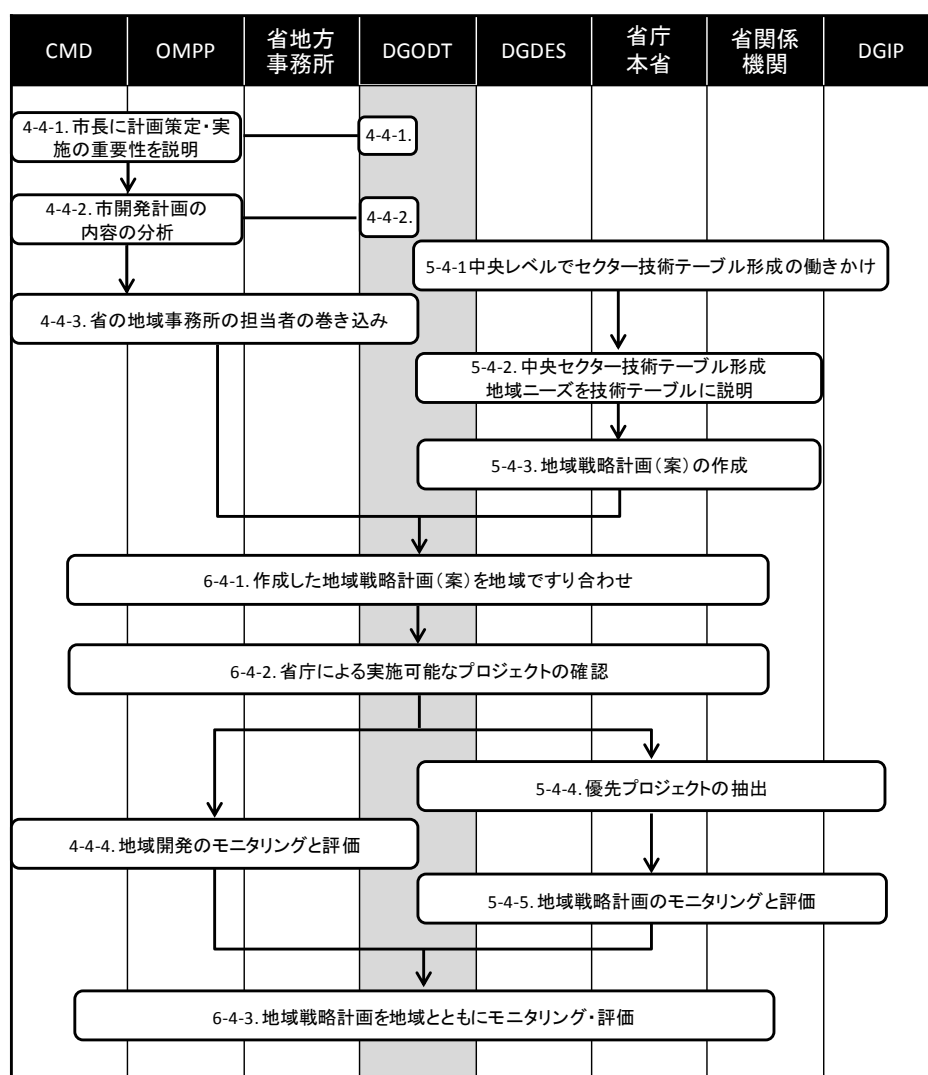 CMD
OMPP
省地方
事務所
DGODT
DGDES
省庁
本省
省関係
機関
DGIP
4-4-1.市長に計画策定・実
施の重要性を説明
4-4-1.
4-4-2.市開発計画の
内容の分析
4-4-2.
5-4-1中央レベルでセクター技術テーブル形成の働きかけ
4-4-3.省の地域事務所の担当者の巻き込み
5-4-2.中央セクター技術テーブル形成
地域ニーズを技術テーブルに説明
5-4-3.地域戦略計画（案）の作成
6-4-1.作成した地域戦略計画（案）を地域ですり合わせ
6-4-2.省庁による実施可能なプロジェクトの確認
5-4-4.優先プロジェクトの抽出
4-4-4.地域開発のモニタリングと評価
5-4-5.地域戦略計画のモニタリングと評価
6-4-3.地域戦略計画を地域とともにモニタリング・評価